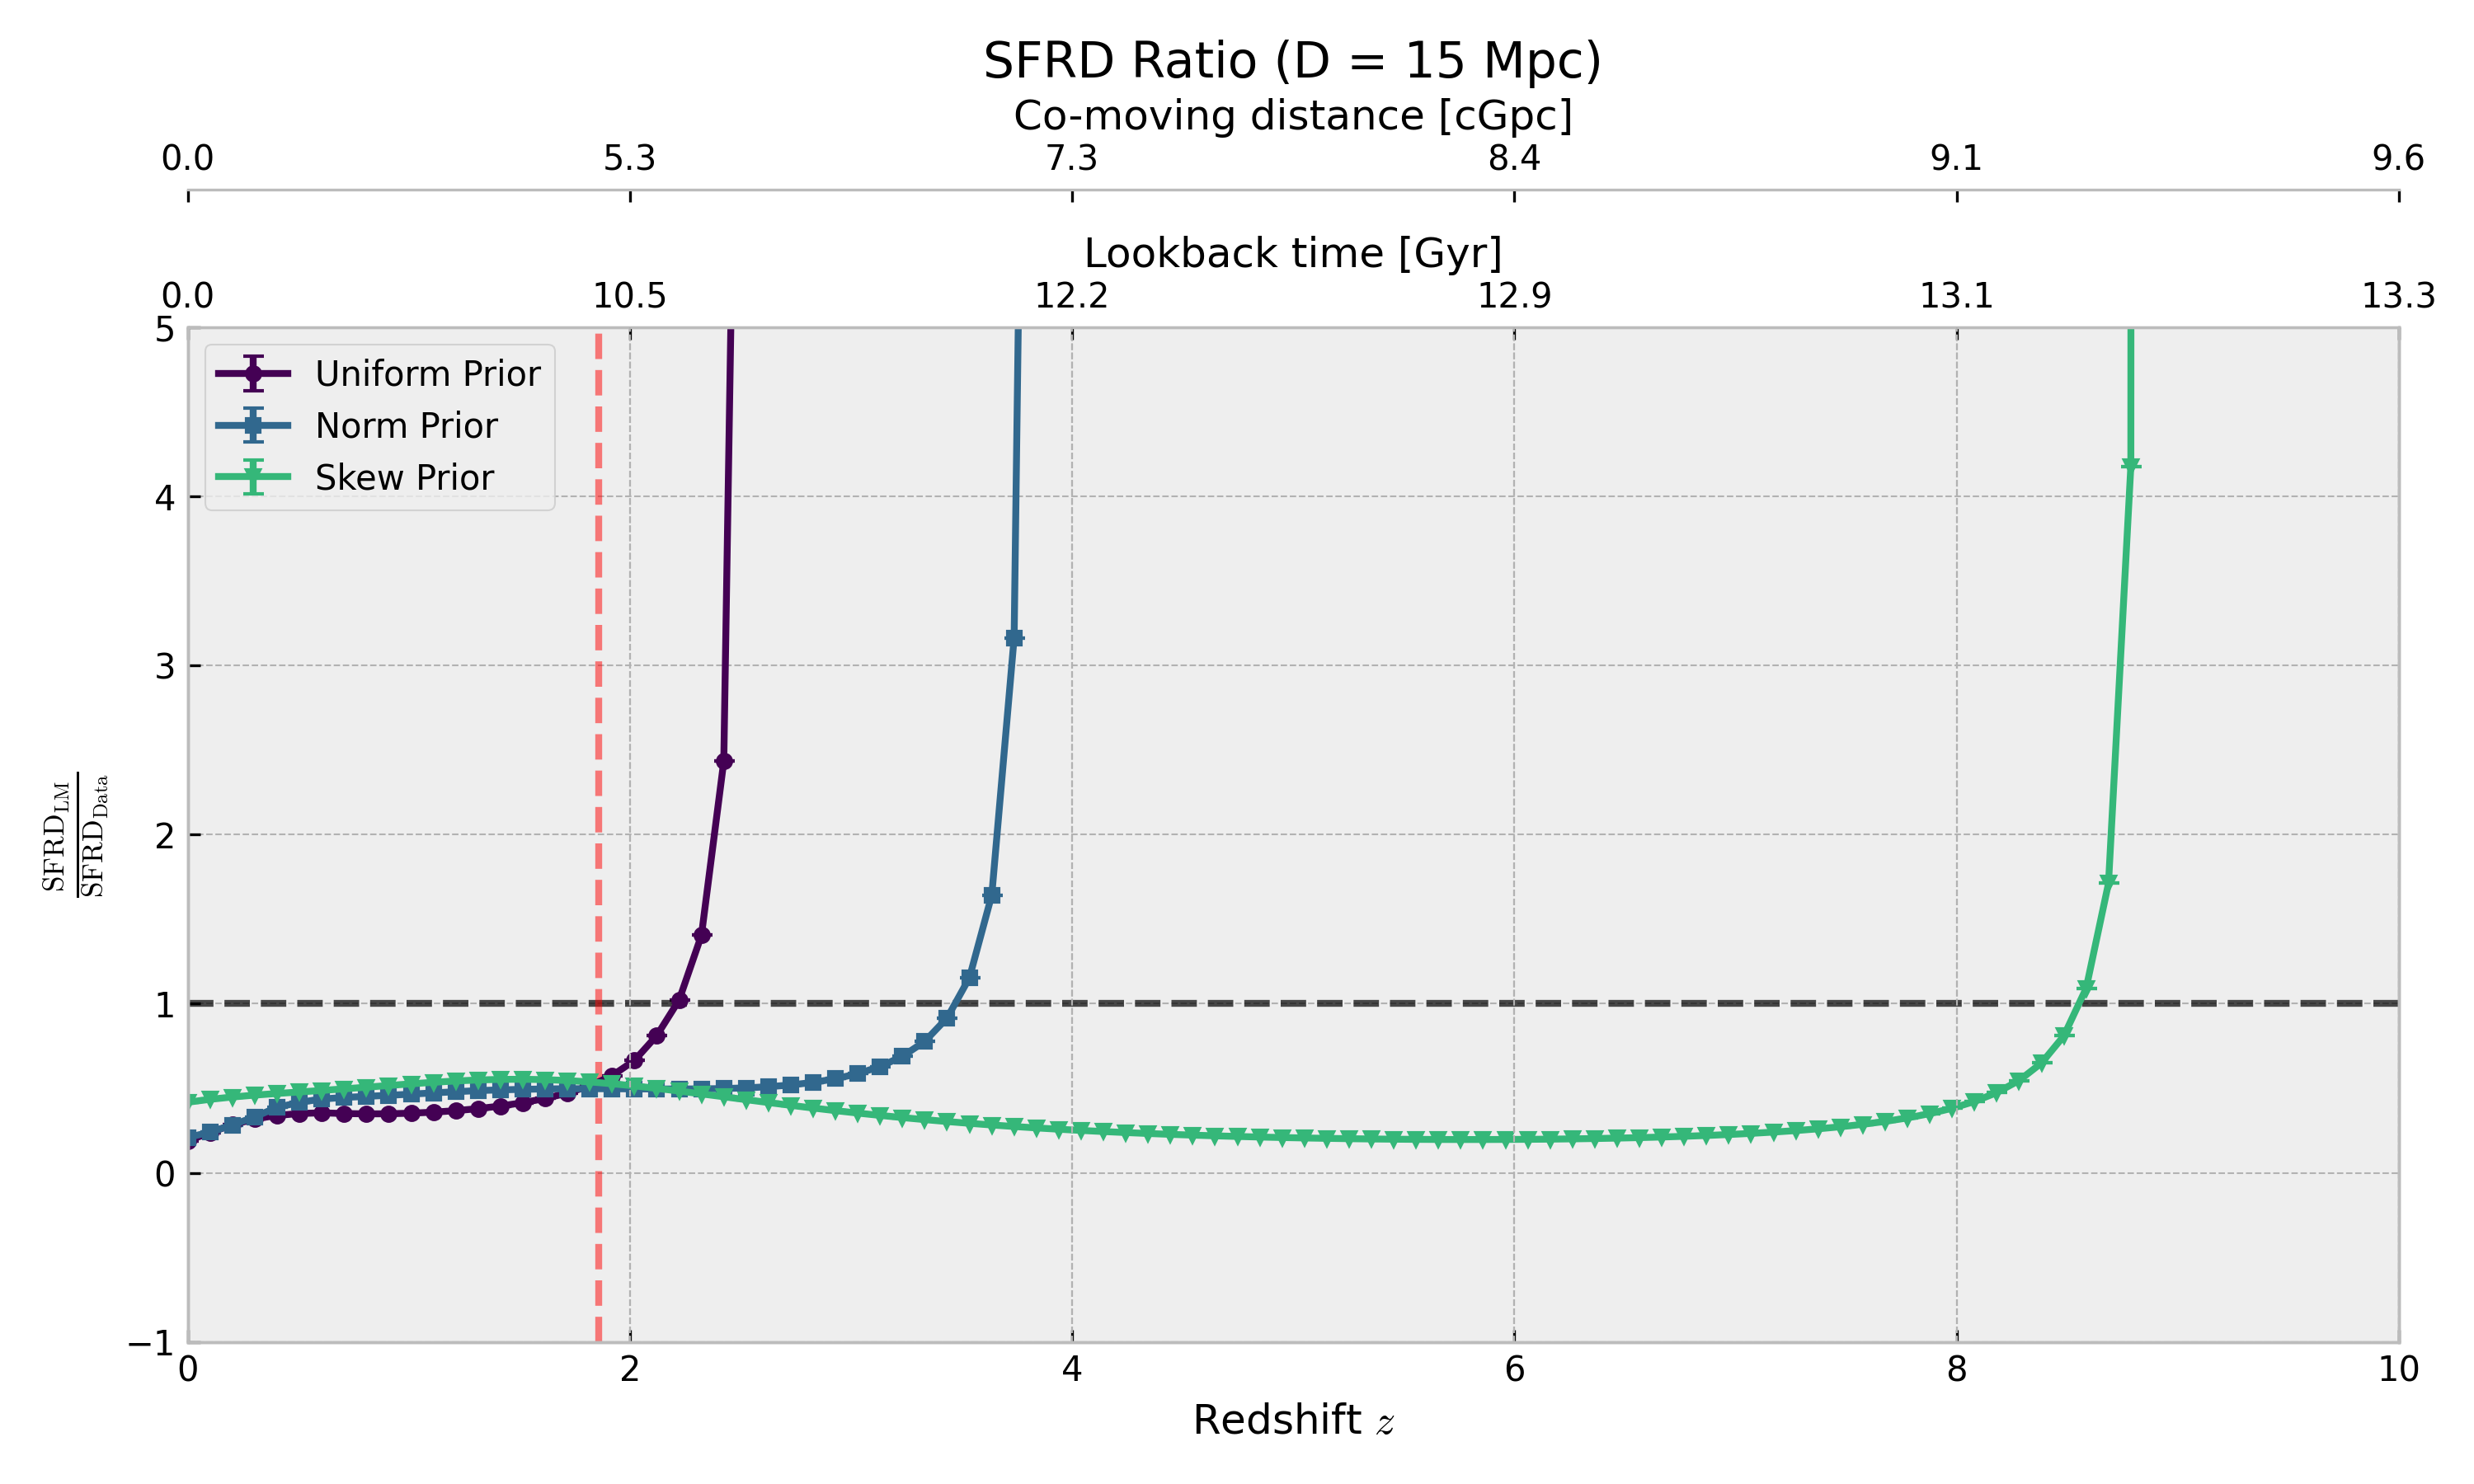 SFRD Ratio (D = 15 Mpc)
Co-moving distance [cGpc]
0.0 5.3 7.3 8.4 9.1 9.6
Lookback time [Gyr]
0.0 10.5 12.2 12.9 13.1 13.3
Uniform Prior
Norm Prior
Skew Prior
5
4
3
2
1
0
−1
SFRD_LM
SFRD_Data
0 2 4 6 8 10
Redshift z